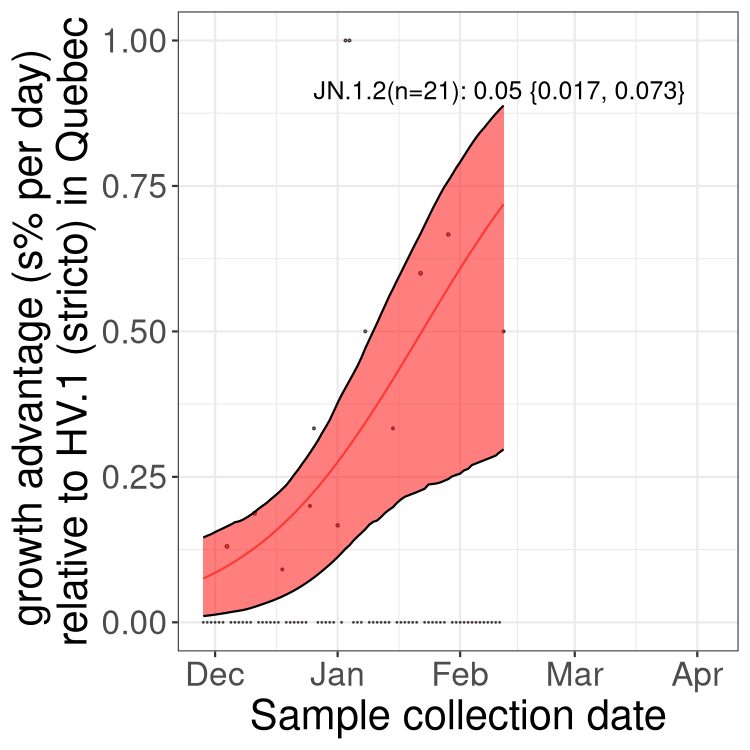 growth advantage (s% per day)
relative to HV.1 (stricto) in Quebec
1.00
0.75
0.50
0.25
0.00
JN.1.2(n=21): 0.05 {0.017, 0.073}
Dec Jan Feb Mar Apr
Sample collection date